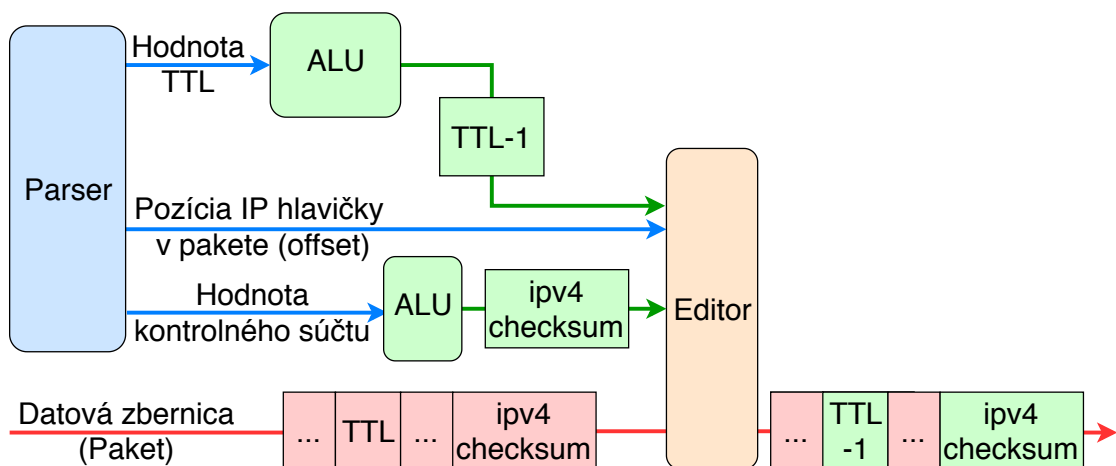 Hodnota
TTL
ALU
TTL-1
Parser
Pozícia IP hlavičky
v pakete (offset)
Hodnota
kontrolného súčtu
ALU
ipv4
checksum
Editor
Datová zbernica
(Paket)
...
TTL
...
ipv4
checksum
...
TTL
-1
...
ipv4
checksum